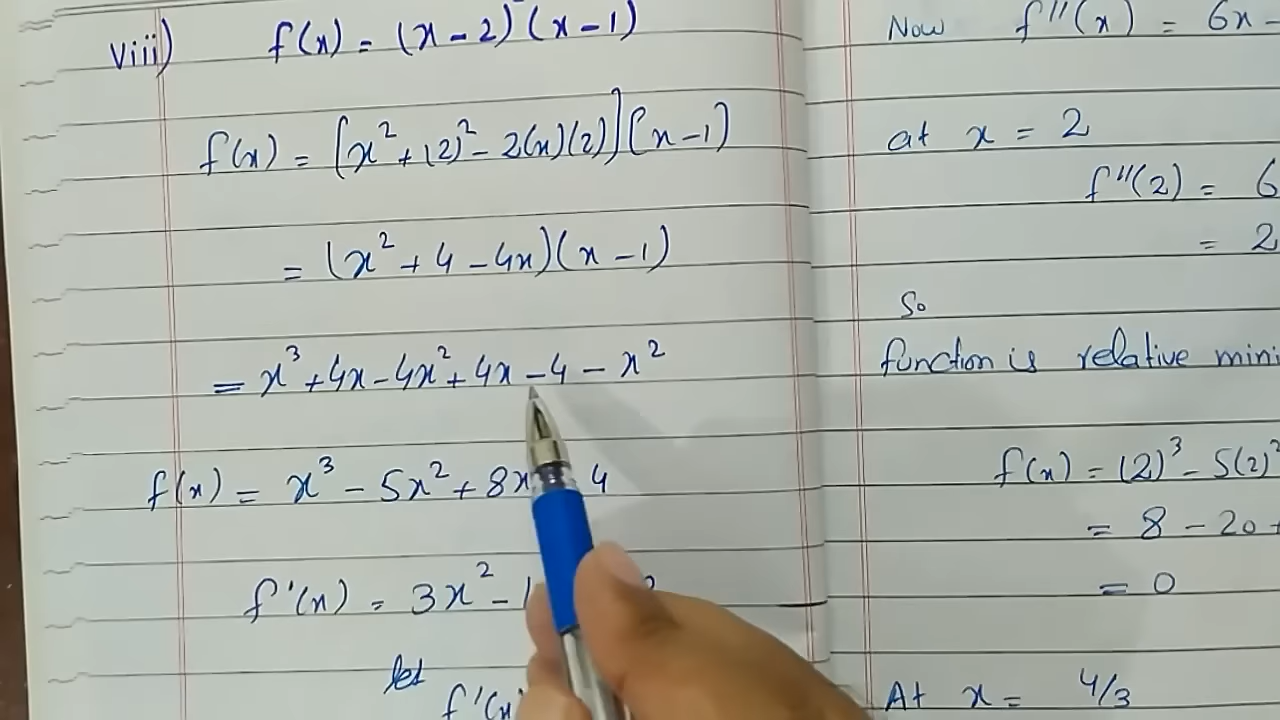 viii) f(x) = (x-2) (x-1)
f(x) = [x² + (2)² - 2(x)(2)] (x-1)
= (x² + 4 - 4x)(x - 1)
= x³ + 4x - 4x² + 4x - 4 - x²
f(x) = x³ - 5x² + 8x 4
f'(x) = 3x² -
let
f'(x
Now f''(x) = 6x -
at x = 2
f''(2) = 6
= 2
So
function is relative mini
f(x) = (2)³ - 5(2)²
= 8 - 20 +
= 0
At x = 4/3